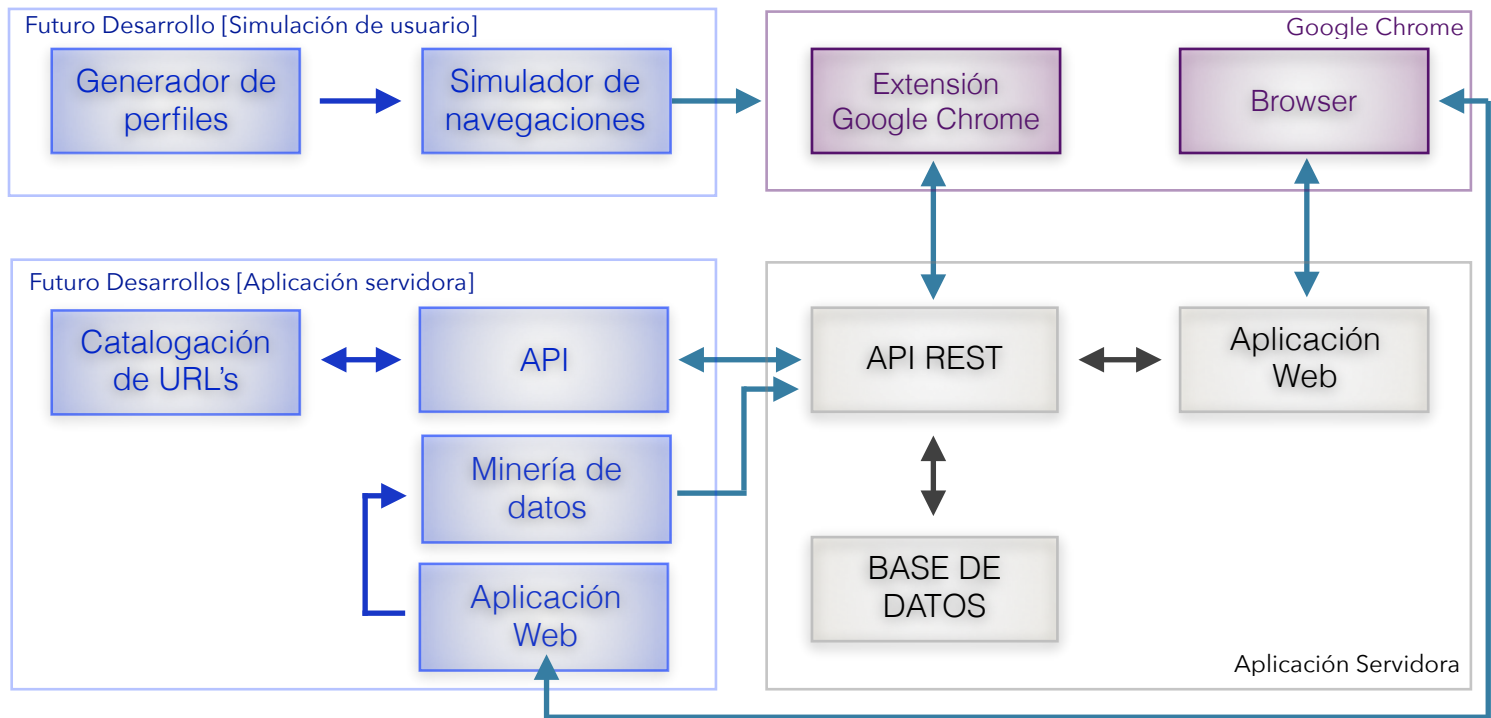 Futuro Desarrollo [Simulación de usuario]
Generador de
perfiles
Simulador de
navegaciones
Google Chrome
Extensión
Google Chrome
Browser
Futuro Desarrollos [Aplicación servidora]
Catalogación
de URL's
API
Minería de
datos
Aplicación
Web
API REST
Aplicación
Web
BASE DE
DATOS
Aplicación Servidora